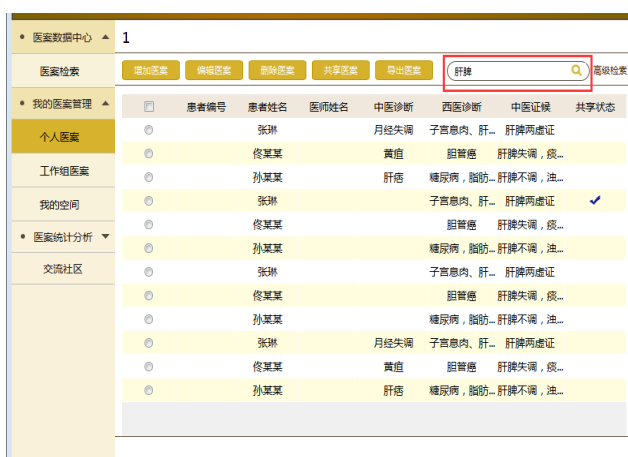 医案数据中心
医案检索
我的医案管理
个人医案
工作组医案
我的空间
医案统计分析
交流社区
1
增加医案 编辑医案 删除医案 共享医案 导出医案 肝脾 高级检索
患者编号 患者姓名 医师姓名 中医诊断 西医诊断 中医证候 共享状态
张琳 月经失调 子宫息肉、肝... 肝脾两虚证
佟某某 黄疸 胆管癌 肝脾失调，痰...
孙某某 肝痞 糖尿病，脂肪... 肝脾不调，浊...
张琳 子宫息肉、肝... 肝脾两虚证
佟某某 胆管癌 肝脾失调，痰...
孙某某 糖尿病，脂肪... 肝脾不调，浊...
张琳 子宫息肉、肝... 肝脾两虚证
佟某某 胆管癌 肝脾失调，痰...
孙某某 糖尿病，脂肪... 肝脾不调，浊...
张琳 月经失调 子宫息肉、肝... 肝脾两虚证
佟某某 黄疸 胆管癌 肝脾失调，痰...
孙某某 肝痞 糖尿病，脂肪... 肝脾不调，浊...